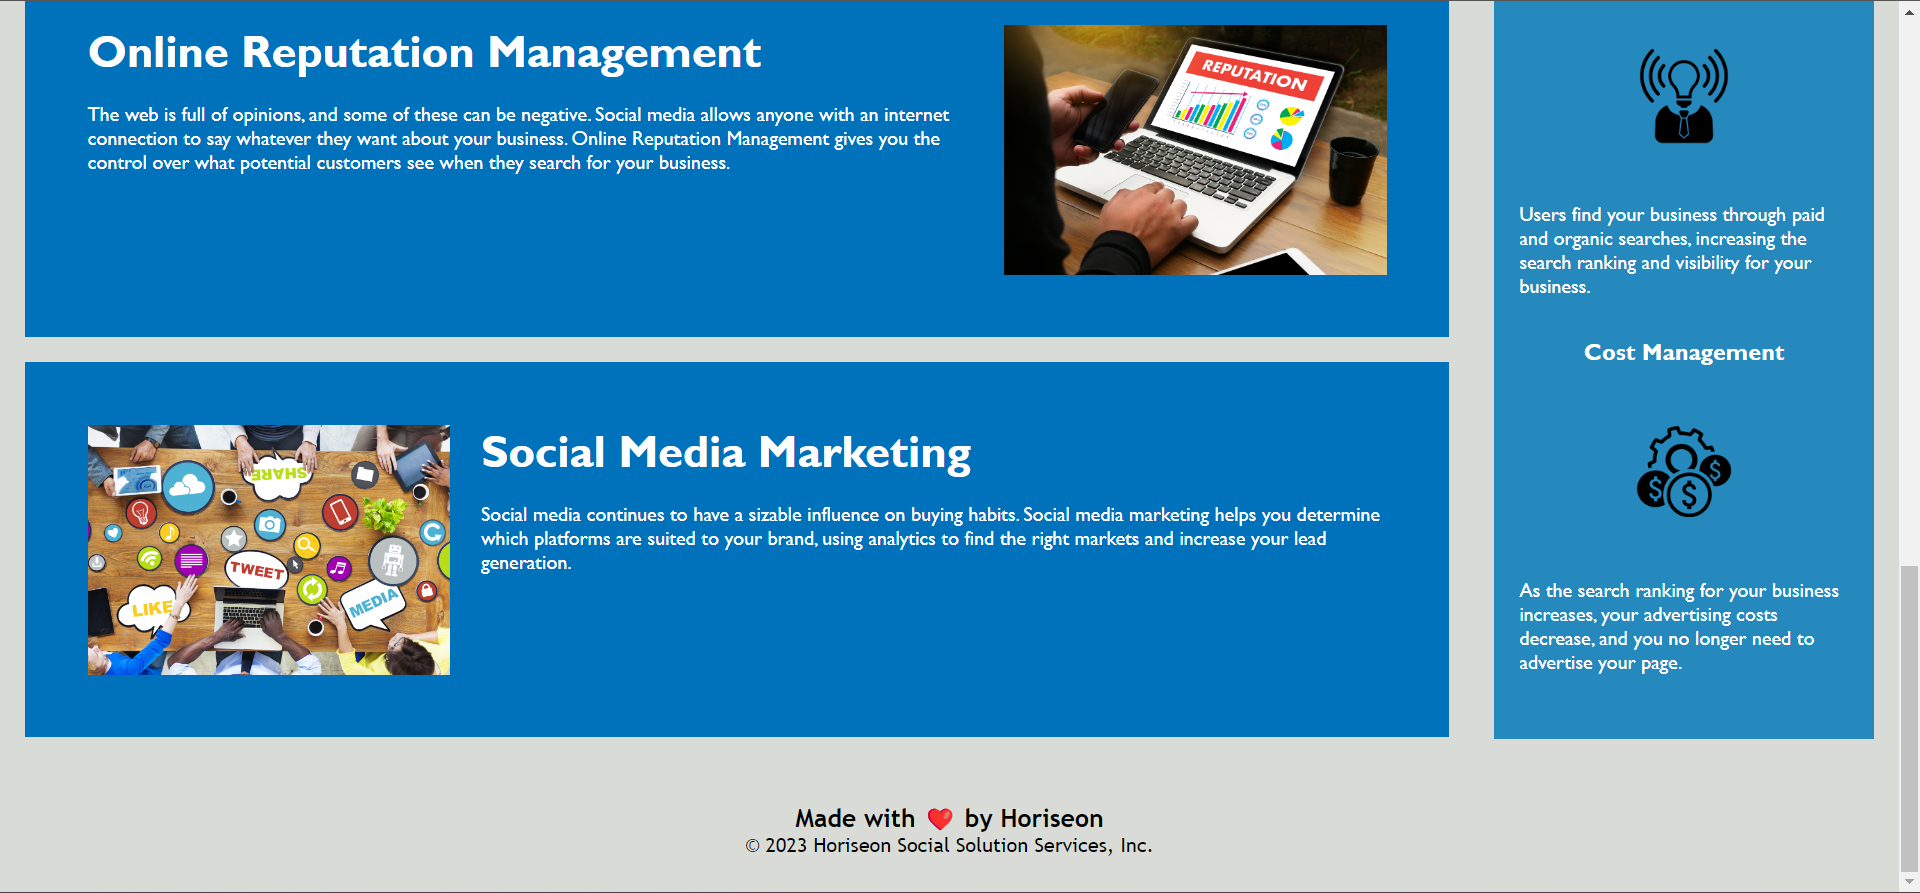 Online Reputation Management
The web is full of opinions, and some of these can be negative. Social media allows anyone with an internet
connection to say whatever they want about your business. Online Reputation Management gives you the
control over what potential customers see when they search for your business.
REPUTATION
Social Media Marketing
Social media continues to have a sizable influence on buying habits. Social media marketing helps you determine
which platforms are suited to your brand, using analytics to find the right markets and increase your lead
generation.
SHARE
TWEET
LIKE
MEDIA
Users find your business through paid
and organic searches, increasing the
search ranking and visibility for your
business.
Cost Management
$
$
$
As the search ranking for your business
increases, your advertising costs
decrease, and you no longer need to
advertise your page.
Made with ❤️ by Horiseon
© 2023 Horiseon Social Solution Services, Inc.